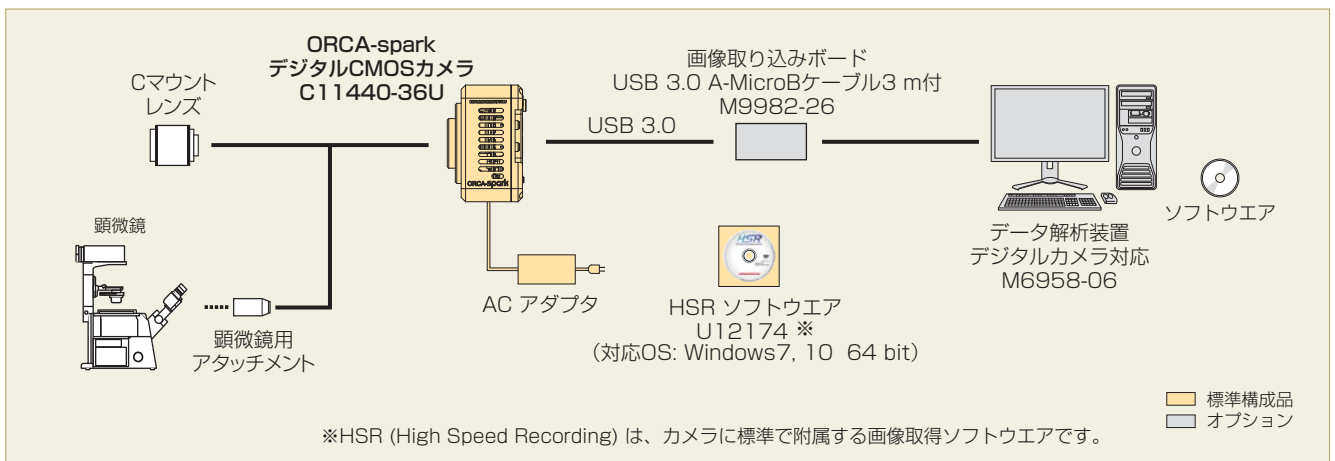 ORCA-spark
デジタルCMOSカメラ
C11440-36U
Cマウント
レンズ
画像取り込みボード
USB 3.0 A-MicroBケーブル3 m付
M9982-26
USB 3.0
ORCA-spark
ソフトウエア
顕微鏡
データ解析装置
デジタルカメラ対応
M6958-06
HSR
AC アダプタ
HSR ソフトウエア
U12174 ※
（対応OS: Windows7, 10 64 bit）
顕微鏡用
アタッチメント
標準構成品
オプション
※HSR (High Speed Recording) は、カメラに標準で附属する画像取得ソフトウエアです。